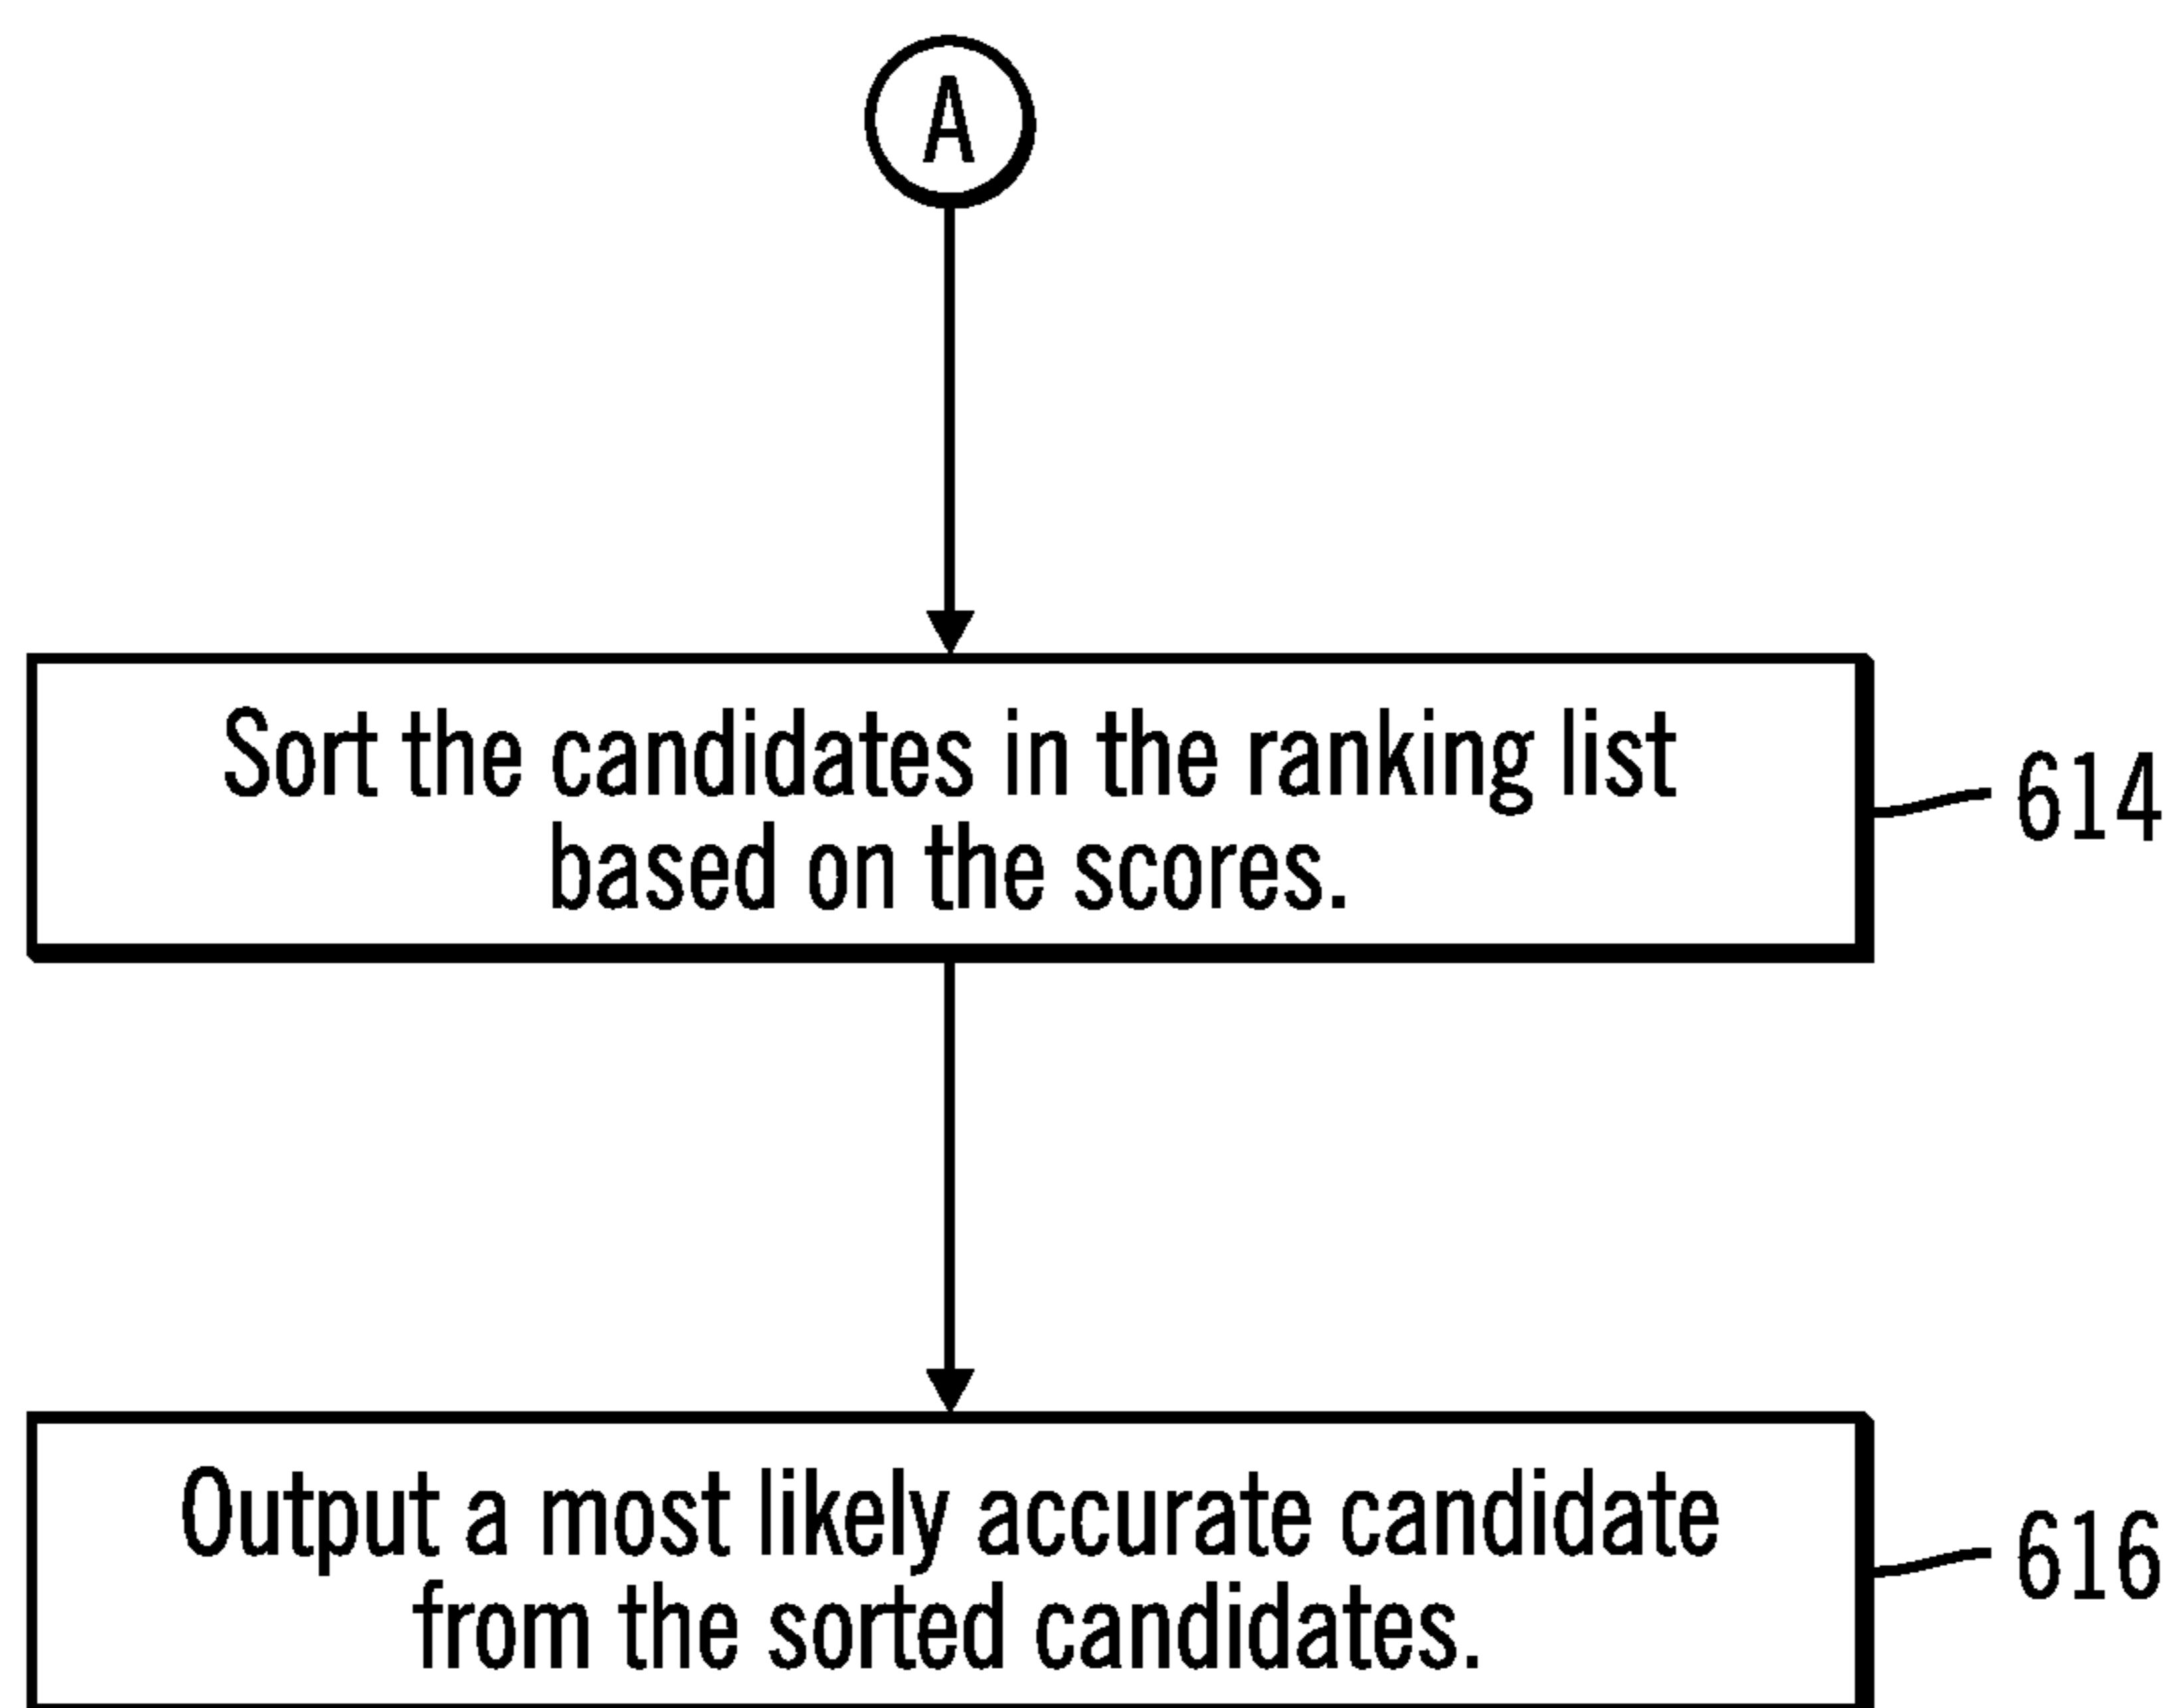 A
Sort the candidates in the ranking list
based on the scores.
614
Output a most likely accurate candidate
from the sorted candidates.
616